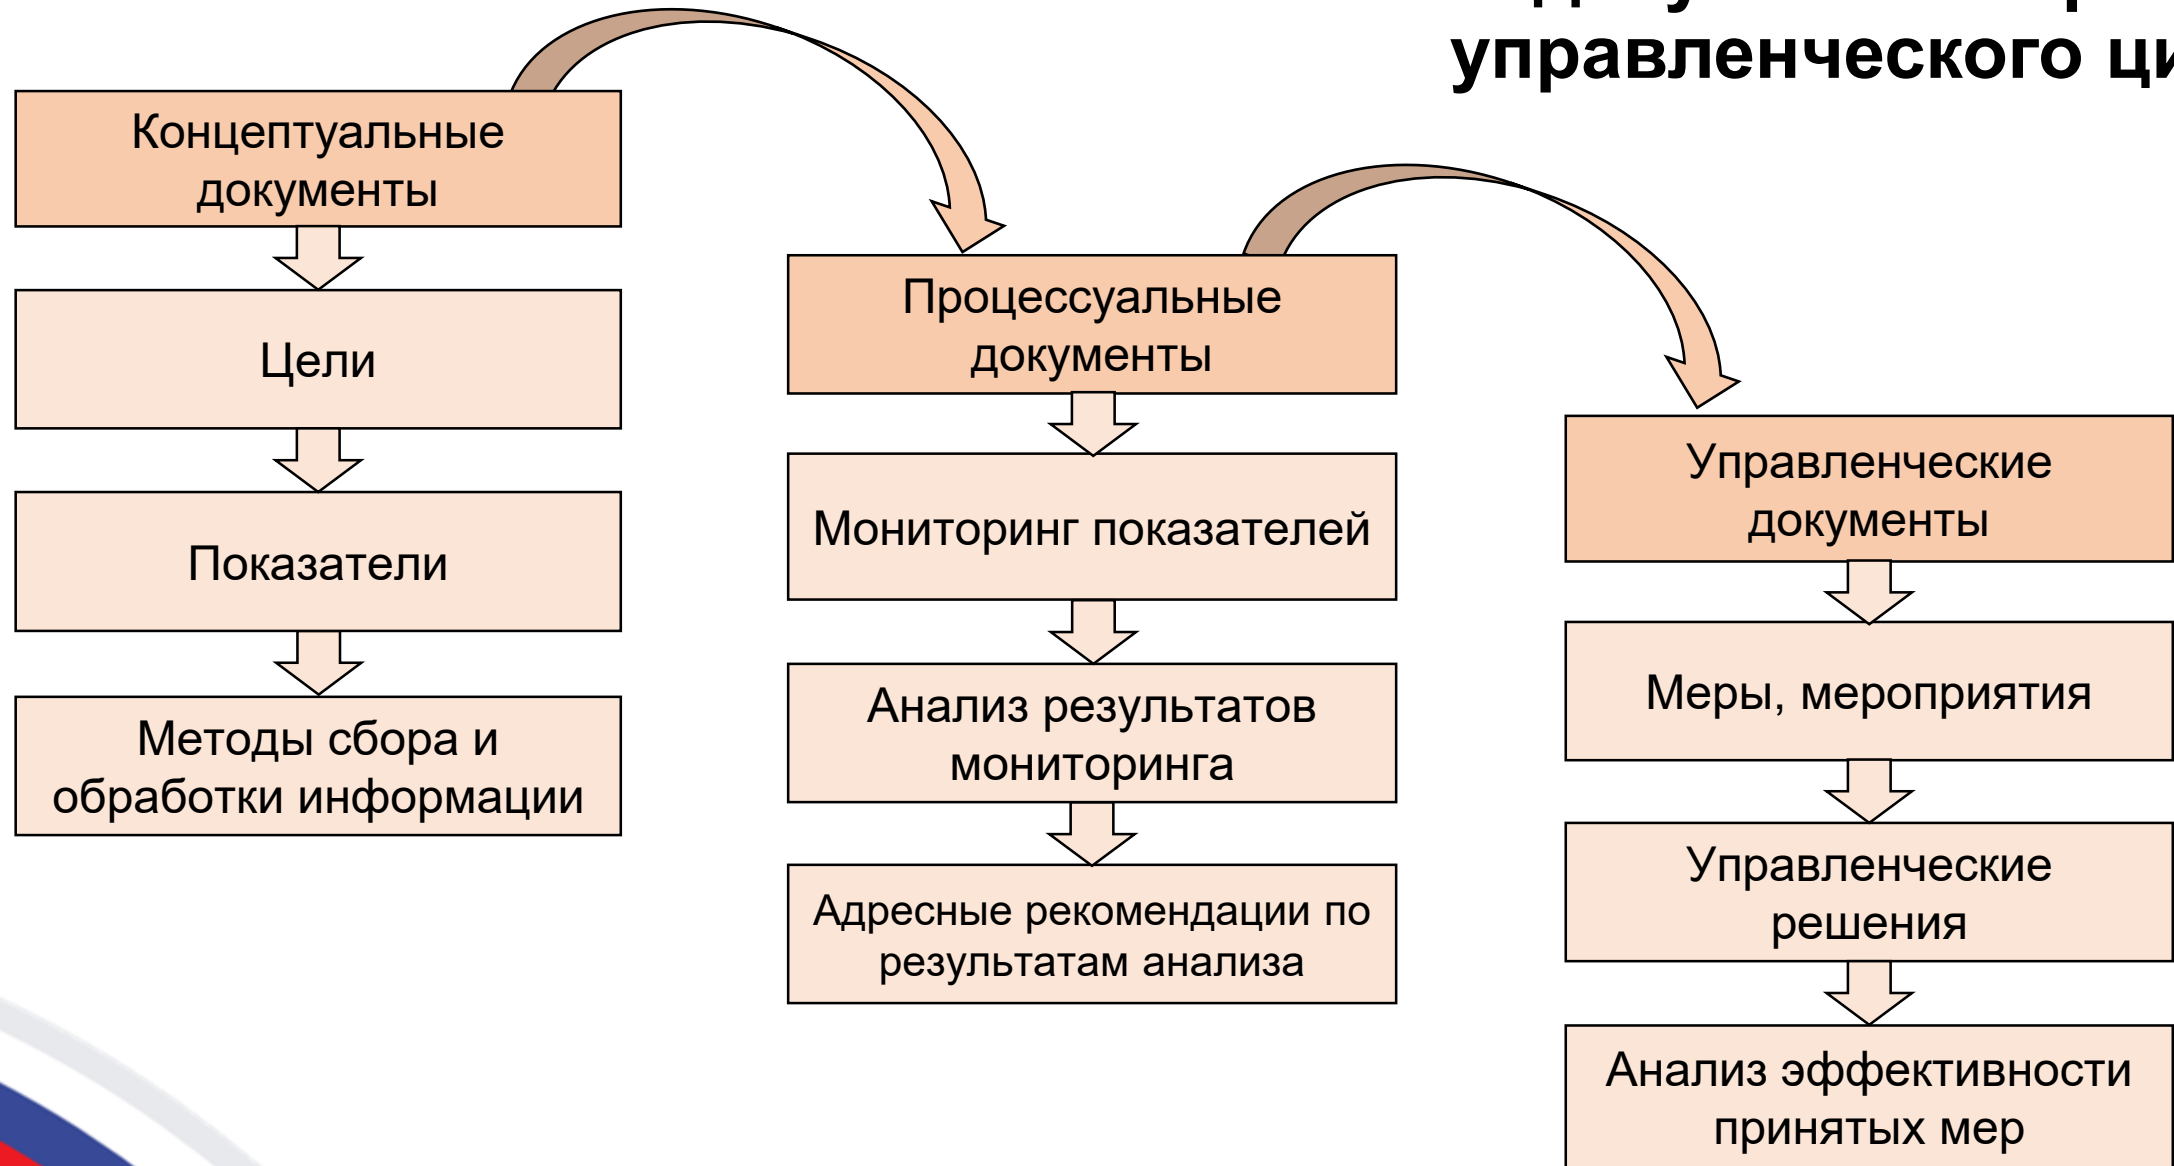 управленческого
Концептуальные
документы
Цели
Показатели
Методы сбора и
обработки информации
Процессуальные
документы
Мониторинг показателей
Анализ результатов
мониторинга
Адресные рекомендации по
результатам анализа
Управленческие
документы
Меры, мероприятия
Управленческие
решения
Анализ эффективности
принятых мер